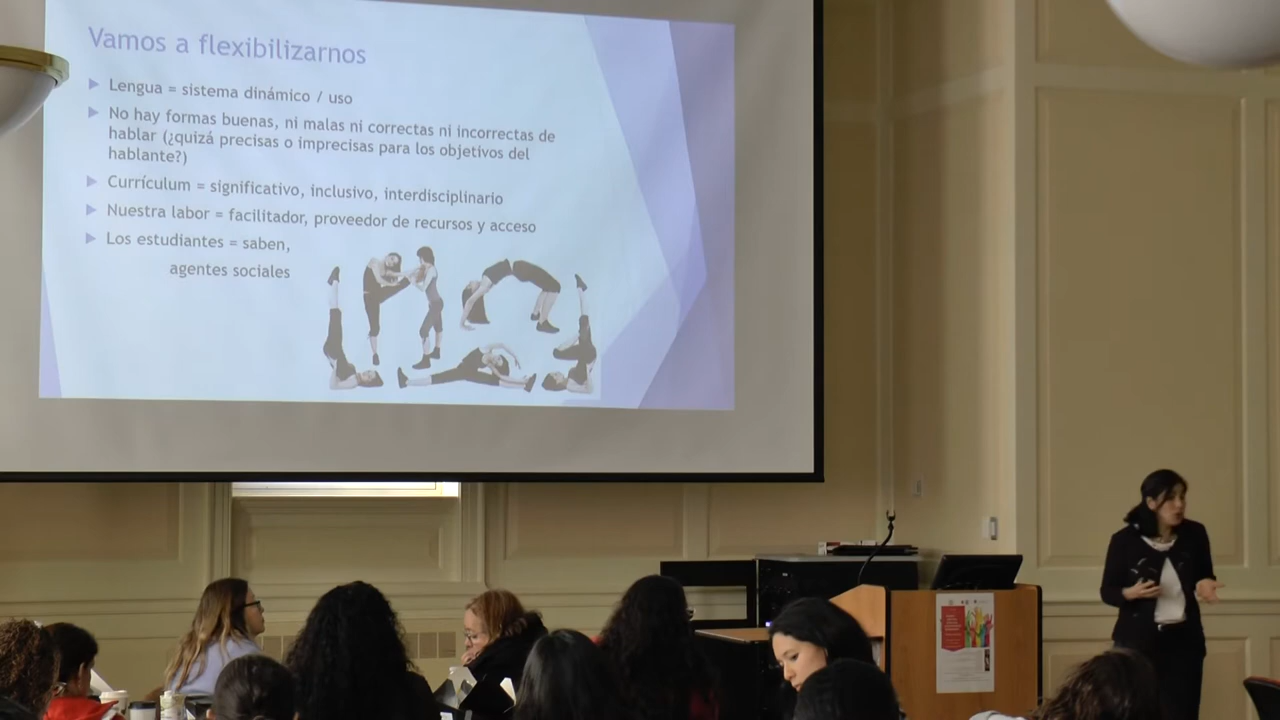 Vamos a flexibilizarnos
Lengua = sistema dinámico / uso
No hay formas buenas, ni malas ni correctas ni incorrectas de
hablar (¿quizá precisas o imprecisas para los objetivos del
hablante?)
Currículum = significativo, inclusivo, interdisciplinario
Nuestra labor = facilitador, proveedor de recursos y acceso
Los estudiantes = saben,
agentes sociales